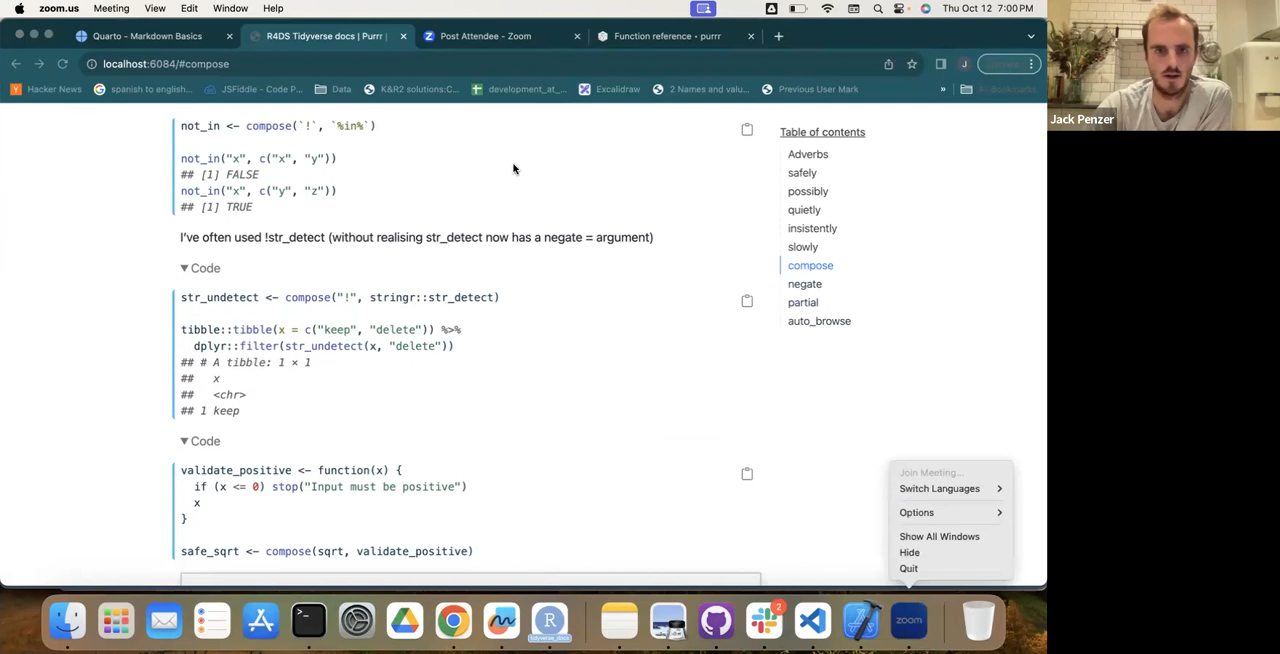 zoom.us Meeting View Edit Window Help Thu Oct 12 7:00 PM
Quarto - Markdown Basics R4DS Tidyverse docs | Purrr | Post Attendee - Zoom Function reference • purrr
localhost:6084/#compose J
Hacker News spanish to english... JSFiddle - Code P... Data K&R2 solutions:C... development_at_... Excalidraw 2 Names and valu... Previous User Mark »
Jack Penzer
not_in <- compose(`!`, `%in%`)
not_in("x", c("x", "y"))
## [1] FALSE
not_in("x", c("y", "z"))
## [1] TRUE
I've often used !str_detect (without realising str_detect now has a negate = argument)
Code
str_undetect <- compose("!", stringr::str_detect)
tibble::tibble(x = c("keep", "delete")) %>%
dplyr::filter(str_undetect(x, "delete"))
## # A tibble: 1 × 1
## x
## <chr>
## 1 keep
Code
validate_positive <- function(x) {
if (x <= 0) stop("Input must be positive")
x
}
safe_sqrt <- compose(sqrt, validate_positive)
Table of contents
Adverbs
safely
possibly
quietly
insistently
slowly
compose
negate
partial
auto_browse
Join Meeting...
Switch Languages
Options
Show All Windows
Hide
Quit
R
tidyverse_docs
2
zoom